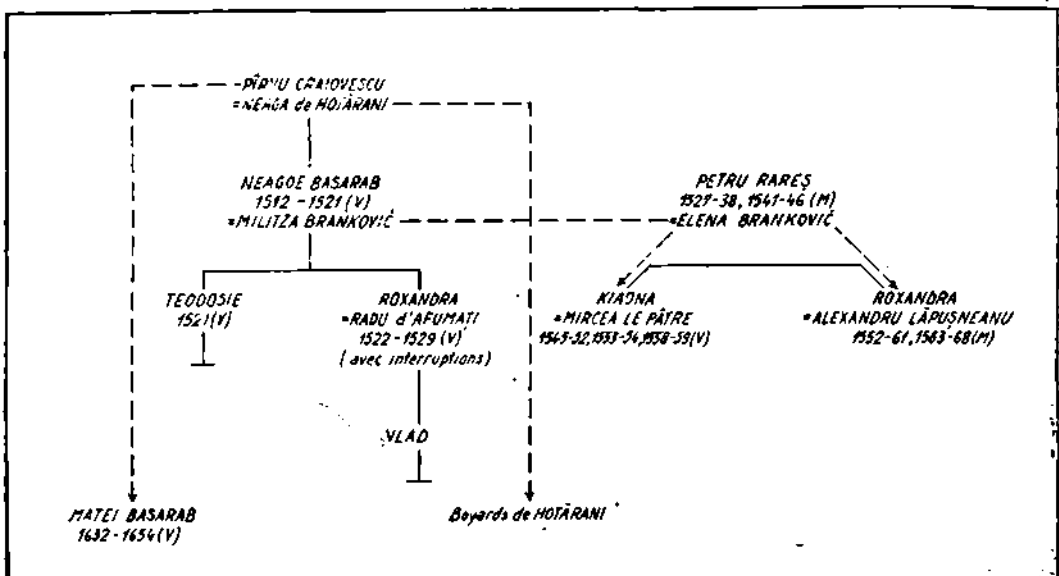 PÎRVU CRAIOVESCU
=NEAGA de HOTĂRANI
NEAGOE BASARAB
1512-1521 (V)
=MILITZA BRANKOVIĆ
PETRU RAREȘ
1527-38, 1541-46 (M)
=ELENA BRANKOVIĆ
TEODOSIE
1521(V)
ROXANDRA
=RADU d'AFUMATI
1522-1529 (V)
(avec interruptions)
KIAJNA
=MIRCEA LE PÂTRE
1545-52, 1553-54, 1558-59(V)
ROXANDRA
=ALEXANDRU LĂPUȘNEANU
1552-61, 1563-68(M)
VLAD
MATEI BASARAB
1632-1654(V)
Boyards de HOTĂRANI